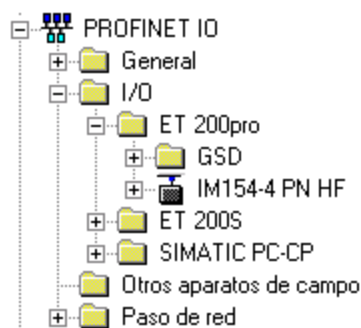 PROFINET IO
General
I/O
ET 200pro
GSD
IM154-4 PN HF
ET 200S
SIMATIC PC-CP
Otros aparatos de campo
Paso de red